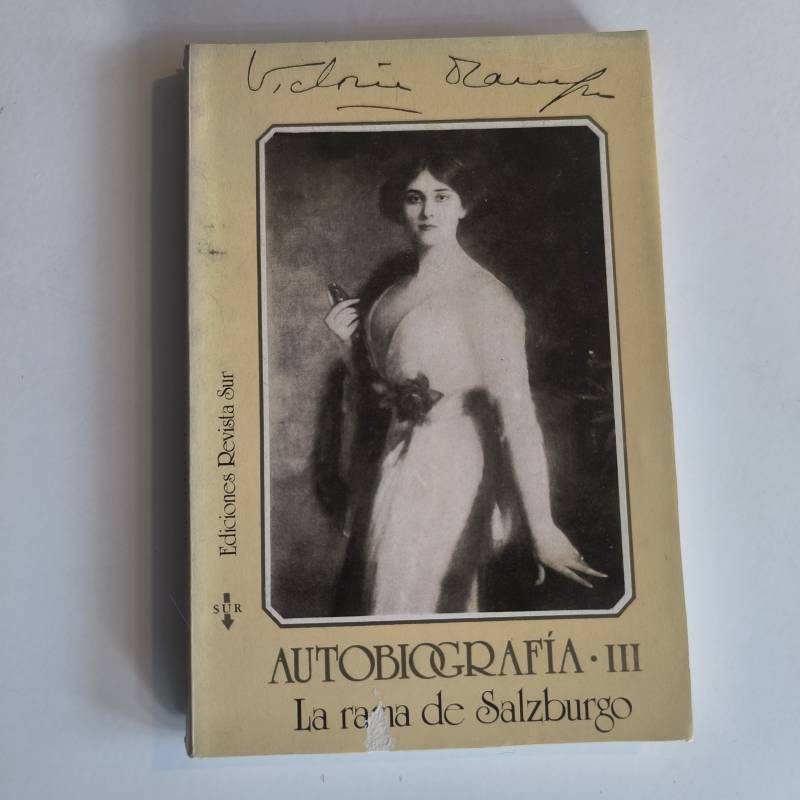 Victoria Ocampo
Ediciones Revista Sur
SUR
AUTOBIOGRAFÍA · III
La rama de Salzburgo